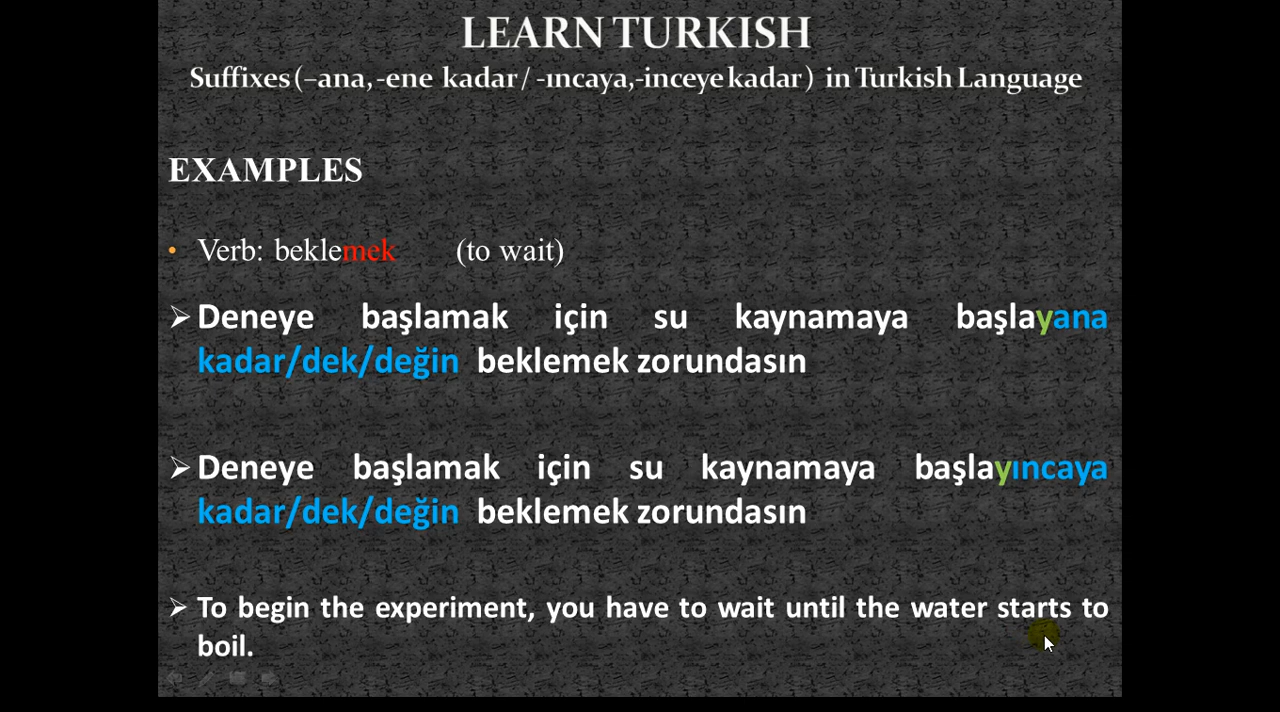 LEARN TURKISH
Suffixes (–ana, -ene kadar / -ıncaya,-inceye kadar) in Turkish Language
EXAMPLES
• Verb: beklemek (to wait)
➢ Deneye başlamak için su kaynamaya başlayana
kadar/dek/değin beklemek zorundasın
➢ Deneye başlamak için su kaynamaya başlayıncaya
kadar/dek/değin beklemek zorundasın
➢ To begin the experiment, you have to wait until the water starts to
boil.